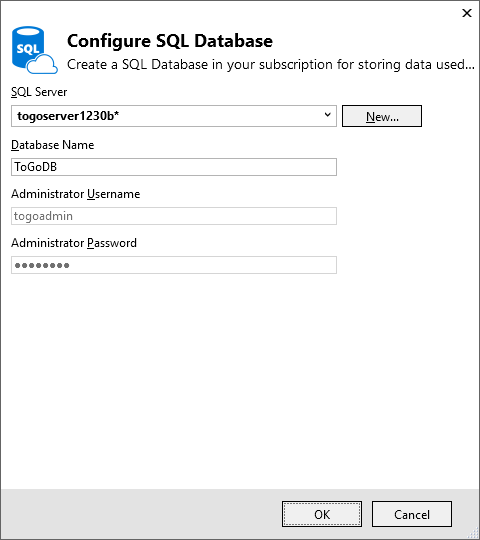 SQL
Configure SQL Database
Create a SQL Database in your subscription for storing data used...
SQL Server
togoserver1230b*
New...
Database Name
ToGoDB
Administrator Username
togoadmin
Administrator Password
●●●●●●●●
OK
Cancel